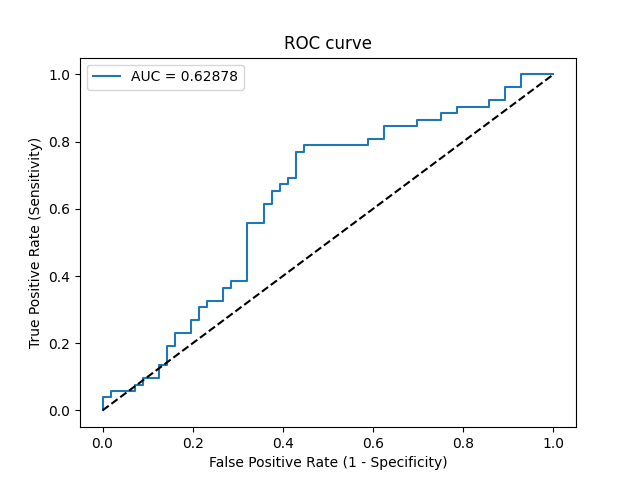 ROC curve
AUC = 0.62878
1.0
0.8
0.6
0.4
0.2
0.0
True Positive Rate (Sensitivity)
0.0 0.2 0.4 0.6 0.8 1.0
False Positive Rate (1 - Specificity)